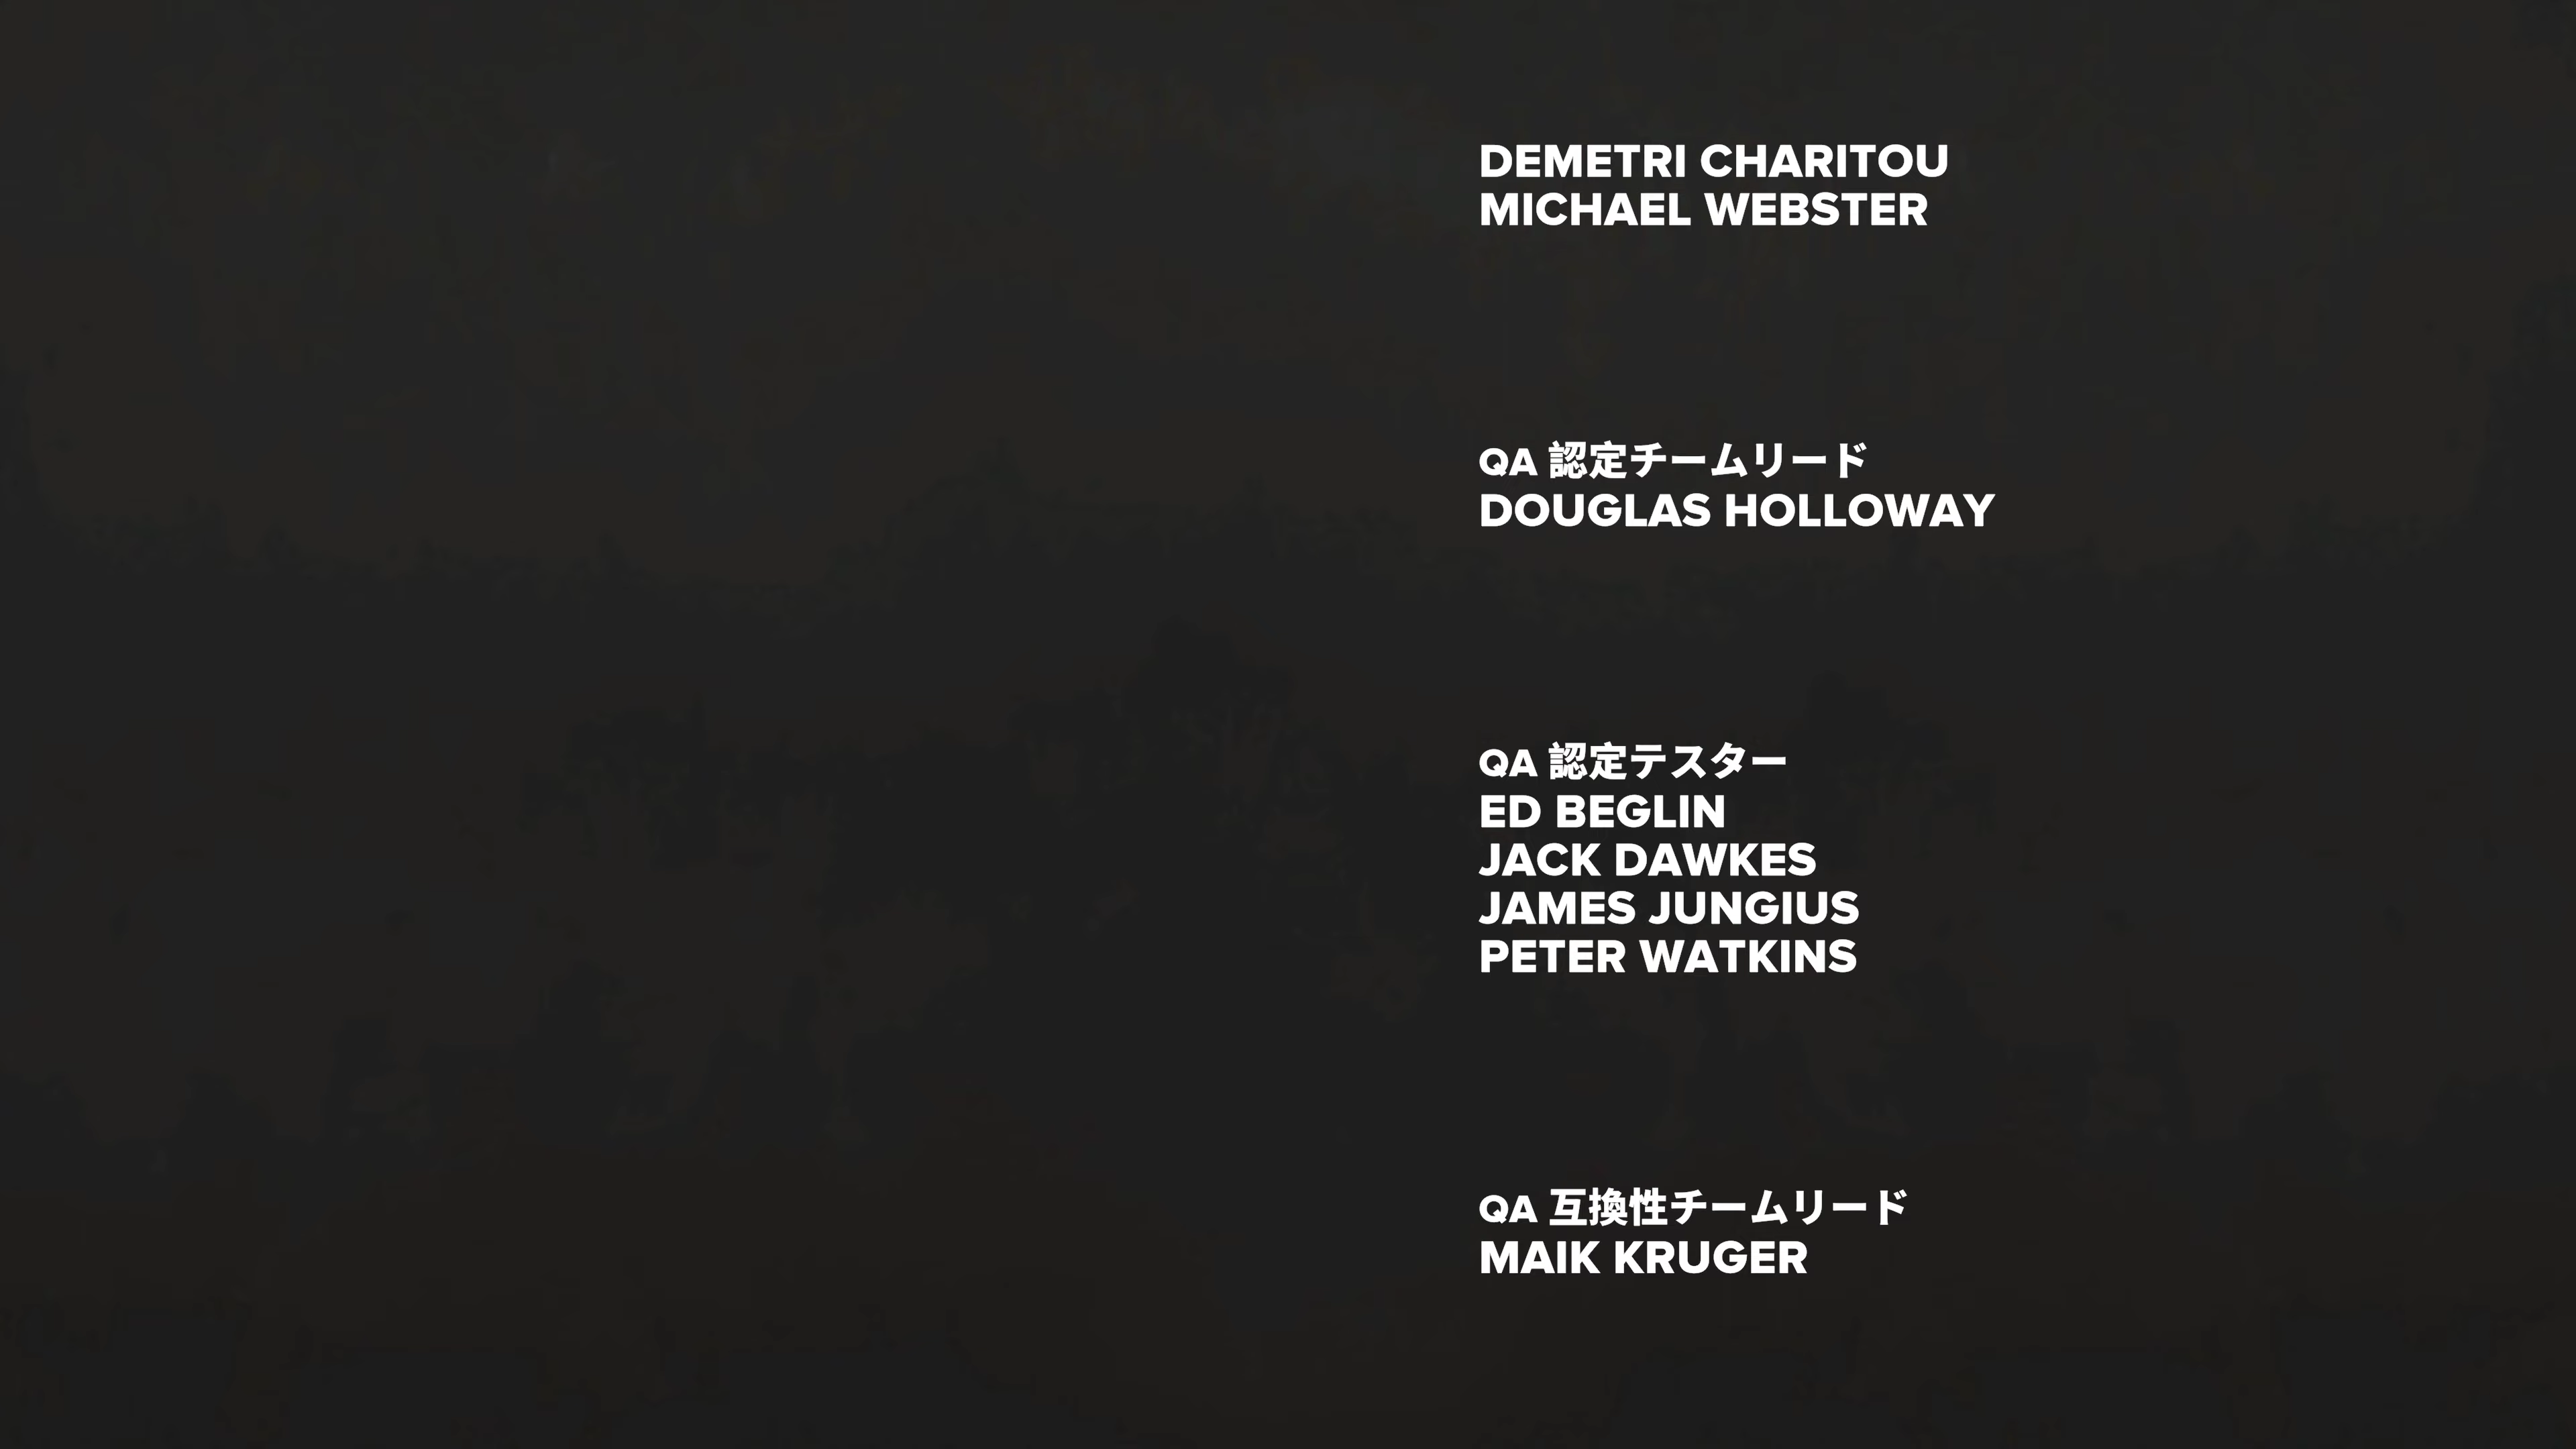 DEMETRI CHARITOU
MICHAEL WEBSTER
QA 認定チームリード
DOUGLAS HOLLOWAY
QA 認定テスター
ED BEGLIN
JACK DAWKES
JAMES JUNGIUS
PETER WATKINS
QA 互換性チームリード
MAIK KRUGER